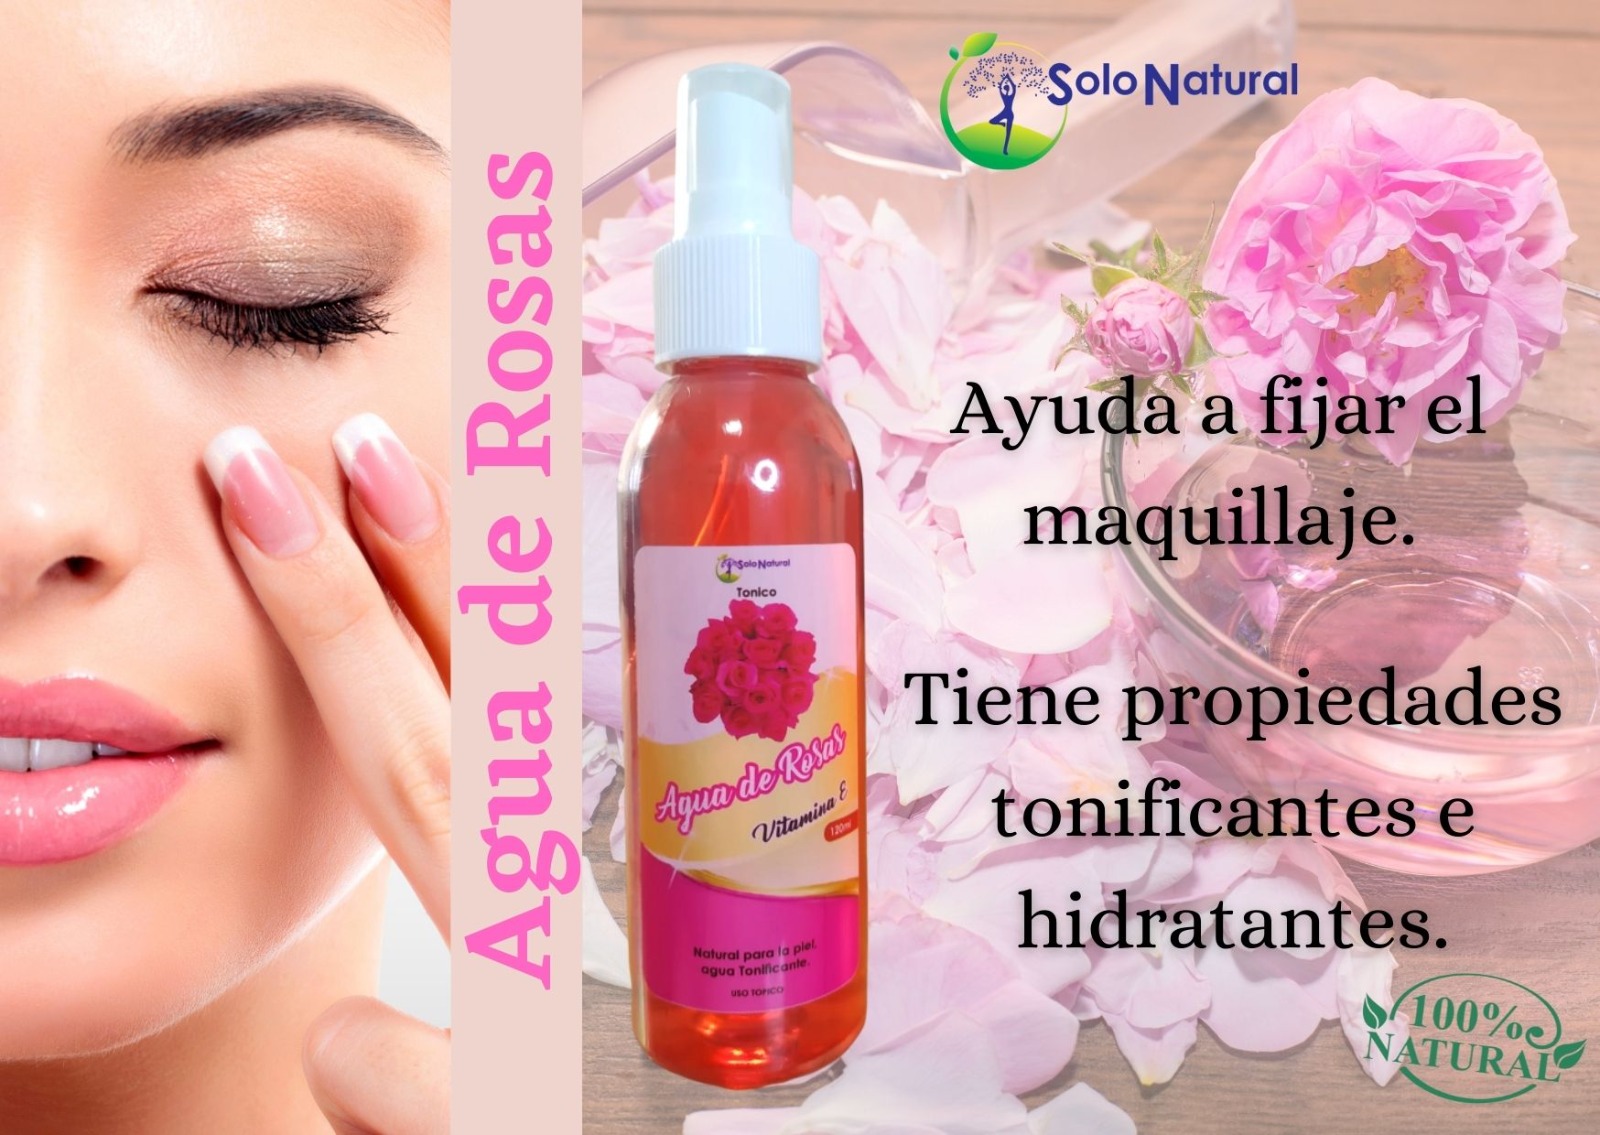 Agua de Rosas
Solo Natural
Ayuda a fijar el
maquillaje.
Tiene propiedades
tonificantes e
hidratantes.
100%
NATURAL
Solo Natural
Tonico
Agua de Rosas
Vitamina E
120ml
Natural para la piel.
agua Tonificante.
USO TOPICO